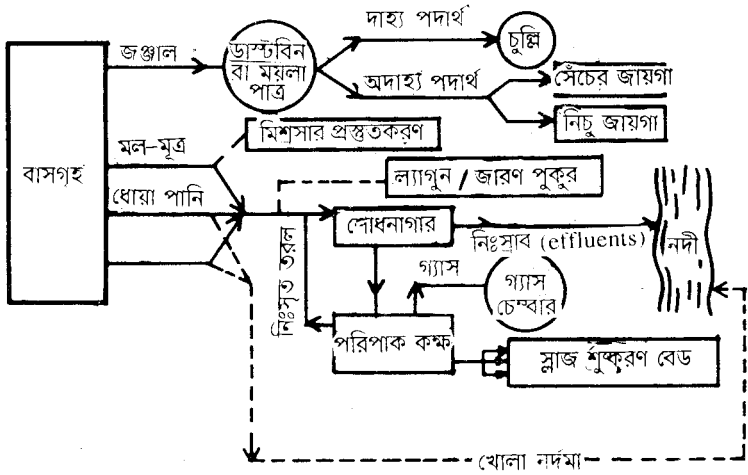 দাহ্য পদার্থ
চুল্লি
জঞ্জাল
ডাস্টবিন
বা ময়লা
পাত্র
অদাহ্য পদার্থ
সেঁচের জায়গা
নিচু জায়গা
মিশ্রসার প্রস্তুতকরণ
মল-মূত্র
বাসগৃহ
ল্যাগুন / জারণ পুকুর
ধোয়া পানি
শোধনাগার
নিঃস্রাব (effluents)
নদী
নিঃসৃত তরল
গ্যাস
গ্যাস
চেম্বার
পরিপাক কক্ষ
স্লাজ শুষ্ককরণ বেড
খোলা নর্দমা